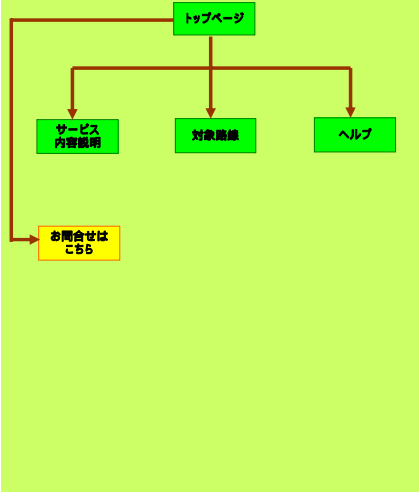 トップページ
サービス
内容説明
対象路線
ヘルプ
お問合せは
こちら